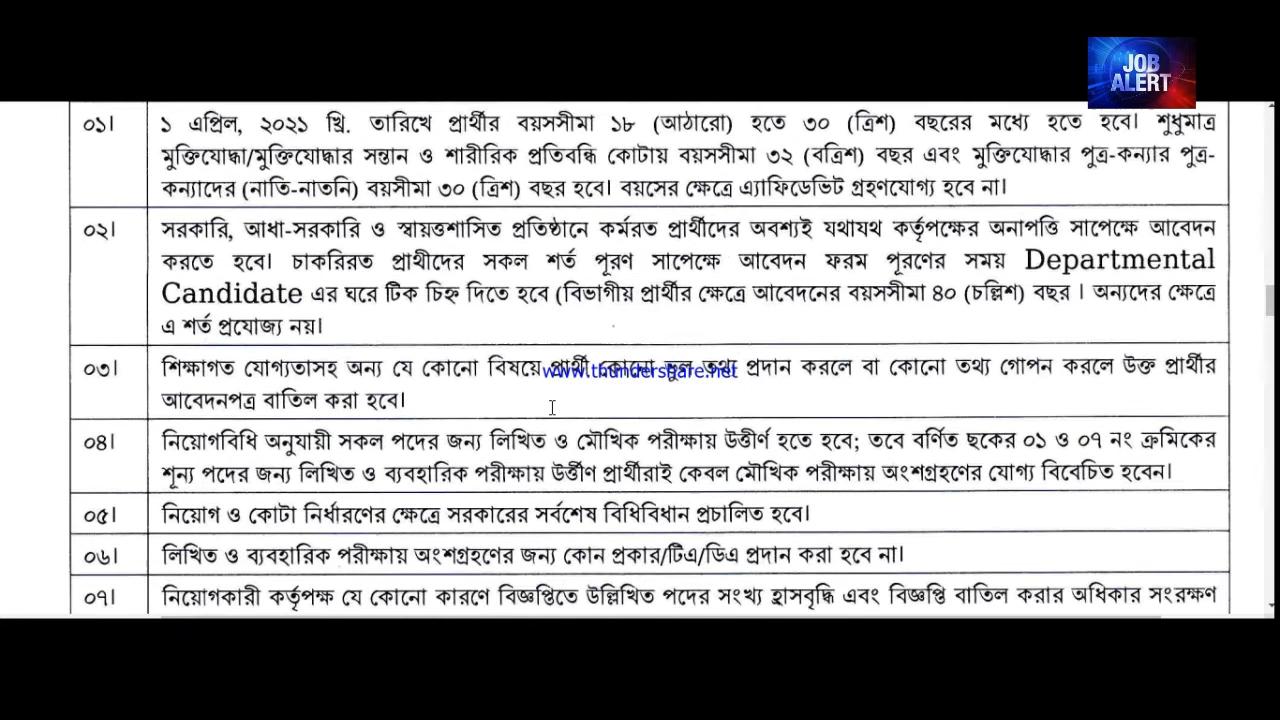 JOB
ALERT
০১। ১ এপ্রিল, ২০২১ খ্রি. তারিখে প্রার্থীর বয়সসীমা ১৮ (আঠারো) হতে ৩০ (ত্রিশ) বছরের মধ্যে হতে হবে। শুধুমাত্র
মুক্তিযোদ্ধা/মুক্তিযোদ্ধার সন্তান ও শারীরিক প্রতিবন্ধি কোটায় বয়সসীমা ৩২ (বত্রিশ) বছর এবং মুক্তিযোদ্ধার পুত্র-কন্যার পুত্র-
কন্যাদের (নাতি-নাতনি) বয়সীমা ৩০ (ত্রিশ) বছর হবে। বয়সের ক্ষেত্রে এ্যাফিডেভিট গ্রহণযোগ্য হবে না।
০২। সরকারি, আধা-সরকারি ও স্বায়ত্তশাসিত প্রতিষ্ঠানে কর্মরত প্রার্থীদের অবশ্যই যথাযথ কর্তৃপক্ষের অনাপত্তি সাপেক্ষে আবেদন
করতে হবে। চাকরিরত প্রার্থীদের সকল শর্ত পূরণ সাপেক্ষে আবেদন ফরম পূরণের সময় Departmental
Candidate এর ঘরে টিক চিহ্ন দিতে হবে (বিভাগীয় প্রার্থীর ক্ষেত্রে আবেদনের বয়সসীমা ৪০ (চল্লিশ) বছর । অন্যদের ক্ষেত্রে
এ শর্ত প্রযোজ্য নয়।
০৩। শিক্ষাগত যোগ্যতাসহ অন্য যে কোনো বিষয়ে প্রার্থী কোনো ভুল তথ্য প্রদান করলে বা কোনো তথ্য গোপন করলে উক্ত প্রার্থীর
www.thundershare.net
আবেদনপত্র বাতিল করা হবে।
০৪। নিয়োগবিধি অনুযায়ী সকল পদের জন্য লিখিত ও মৌখিক পরীক্ষায় উত্তীর্ণ হতে হবে; তবে বর্ণিত ছকের ০১ ও ০৭ নং ক্রমিকের
শূন্য পদের জন্য লিখিত ও ব্যবহারিক পরীক্ষায় উর্ত্তীণ প্রার্থীরাই কেবল মৌখিক পরীক্ষায় অংশগ্রহণের যোগ্য বিবেচিত হবেন।
০৫। নিয়োগ ও কোটা নির্ধারণের ক্ষেত্রে সরকারের সর্বশেষ বিধিবিধান প্রচালিত হবে।
০৬। লিখিত ও ব্যবহারিক পরীক্ষায় অংশগ্রহণের জন্য কোন প্রকার/টিএ/ডিএ প্রদান করা হবে না।
০৭। নিয়োগকারী কর্তৃপক্ষ যে কোনো কারণে বিজ্ঞপ্তিতে উল্লিখিত পদের সংখ্য হ্রাসবৃদ্ধি এবং বিজ্ঞপ্তি বাতিল করার অধিকার সংরক্ষণ